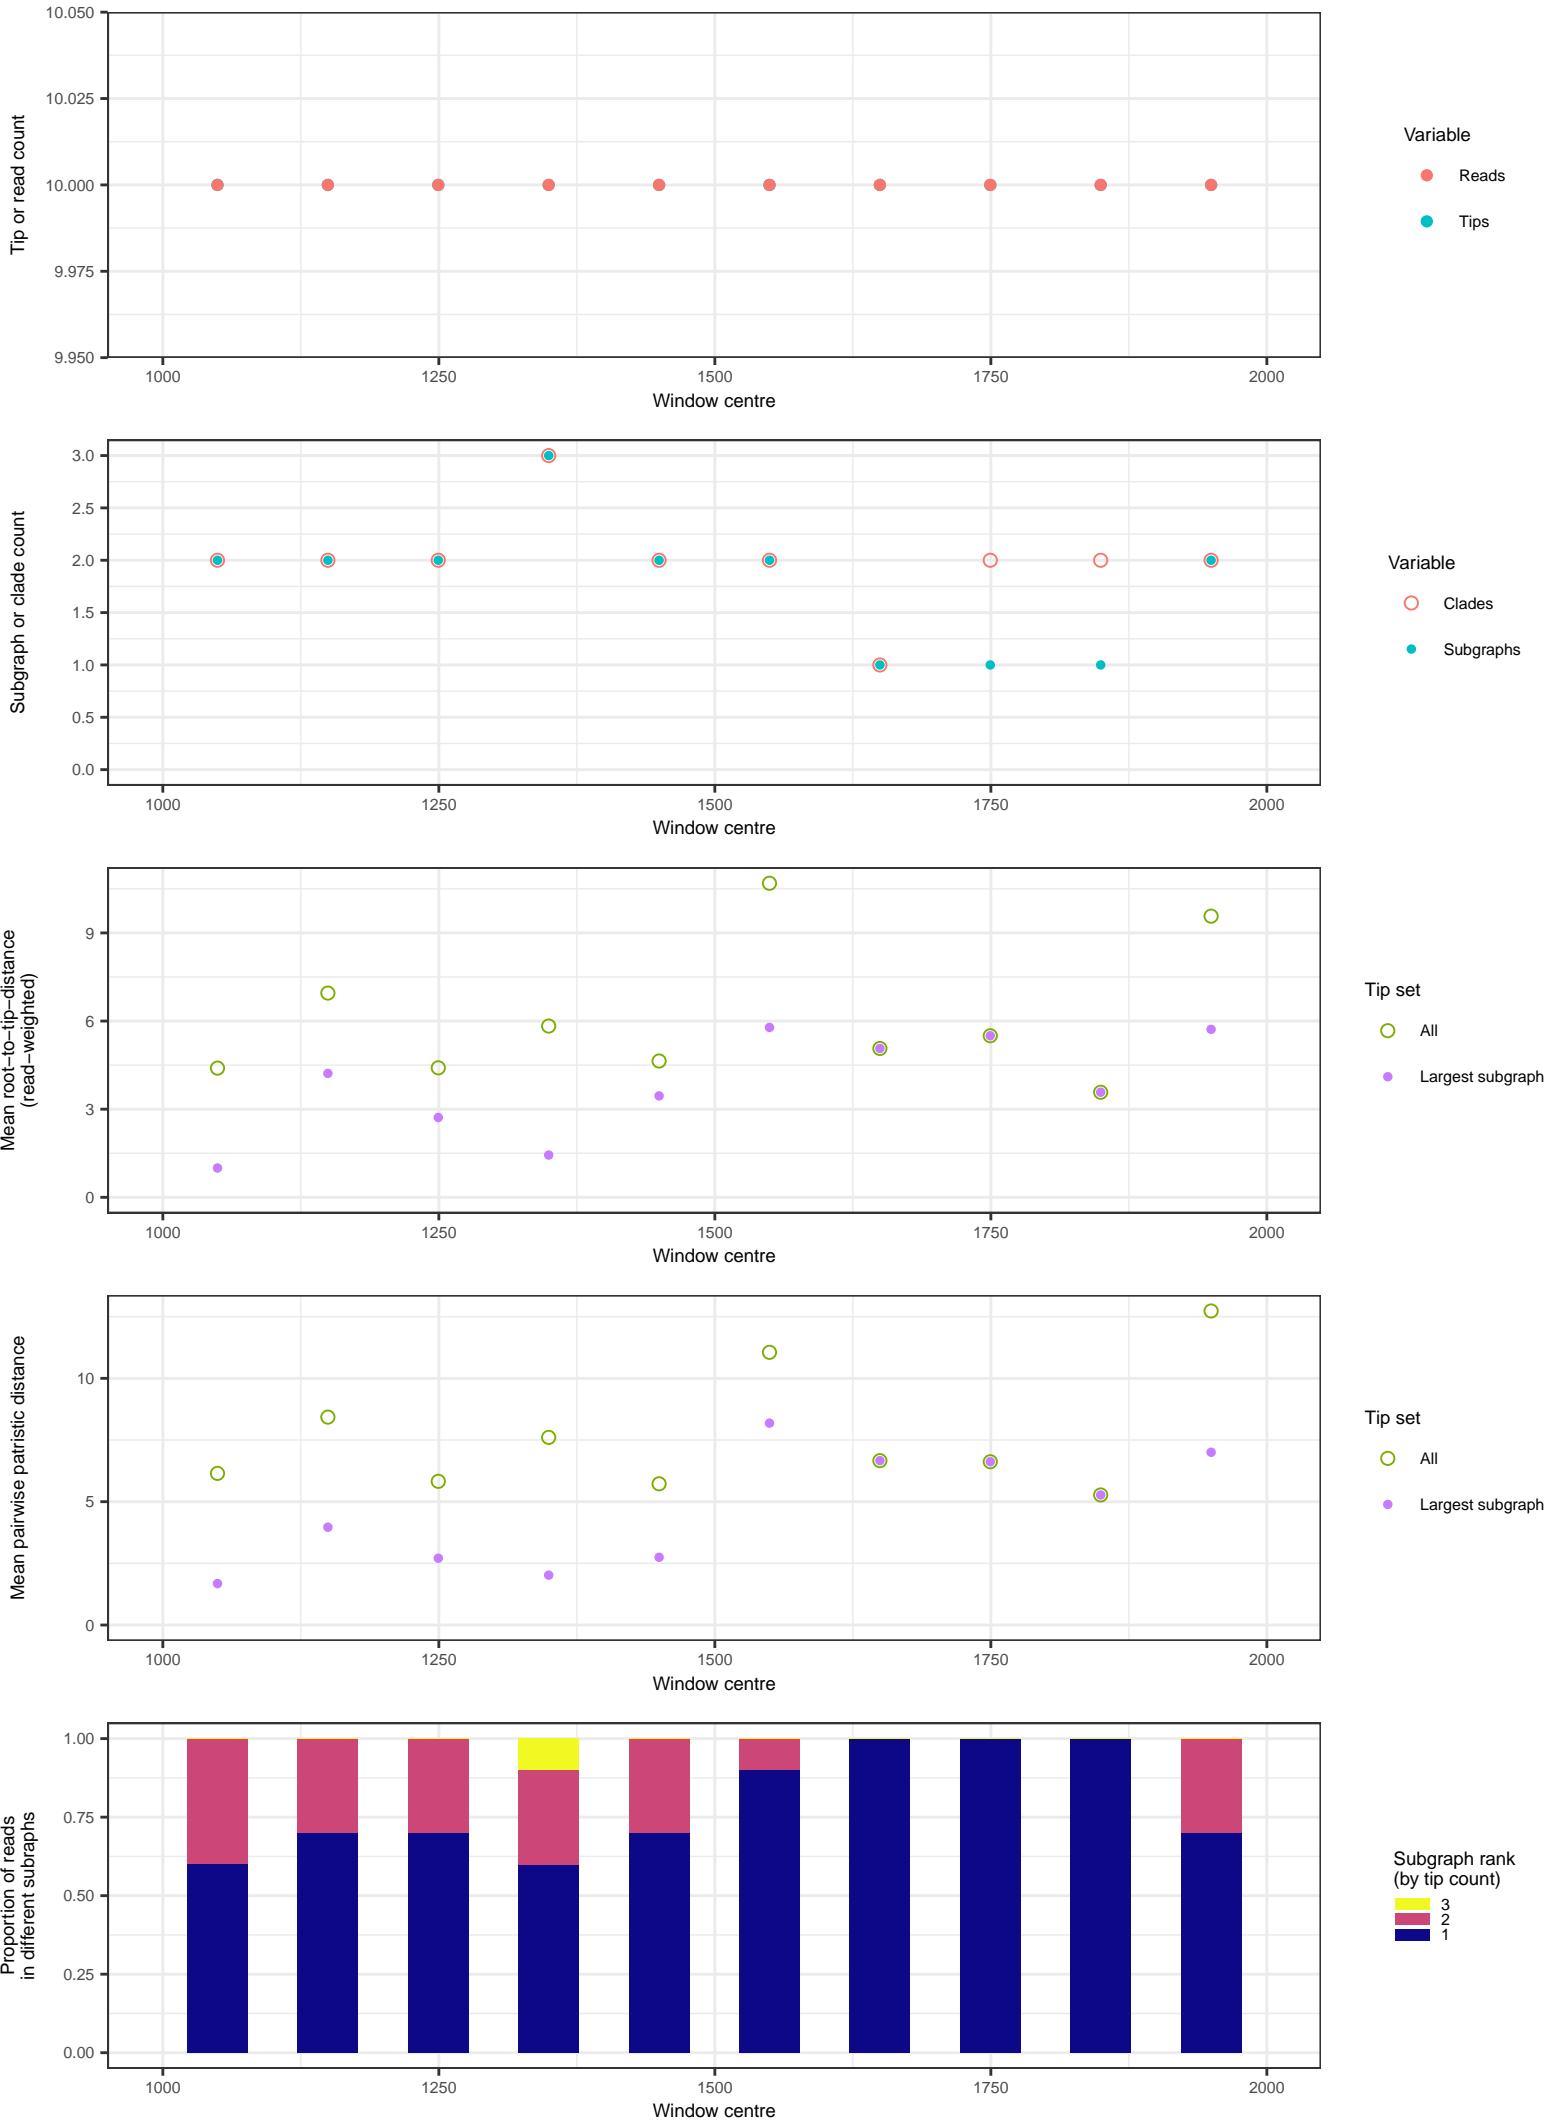 10.050
10.025
10.000
9.975
9.950
Tip or read count
1000 1250 1500 1750 2000
Window centre
Variable
Reads
Tips
3.0
2.5
2.0
1.5
1.0
0.5
0.0
Subgraph or clade count
1000 1250 1500 1750 2000
Window centre
Variable
Clades
Subgraphs
9
6
3
0
Mean root−to−tip−distance
(read−weighted)
1000 1250 1500 1750 2000
Window centre
Tip set
All
Largest subgraph
10
5
0
Mean pairwise patristic distance
1000 1250 1500 1750 2000
Window centre
Tip set
All
Largest subgraph
1.00
0.75
0.50
0.25
0.00
Proportion of reads
in different subraphs
1000 1250 1500 1750 2000
Window centre
Subgraph rank
(by tip count)
3
2
1